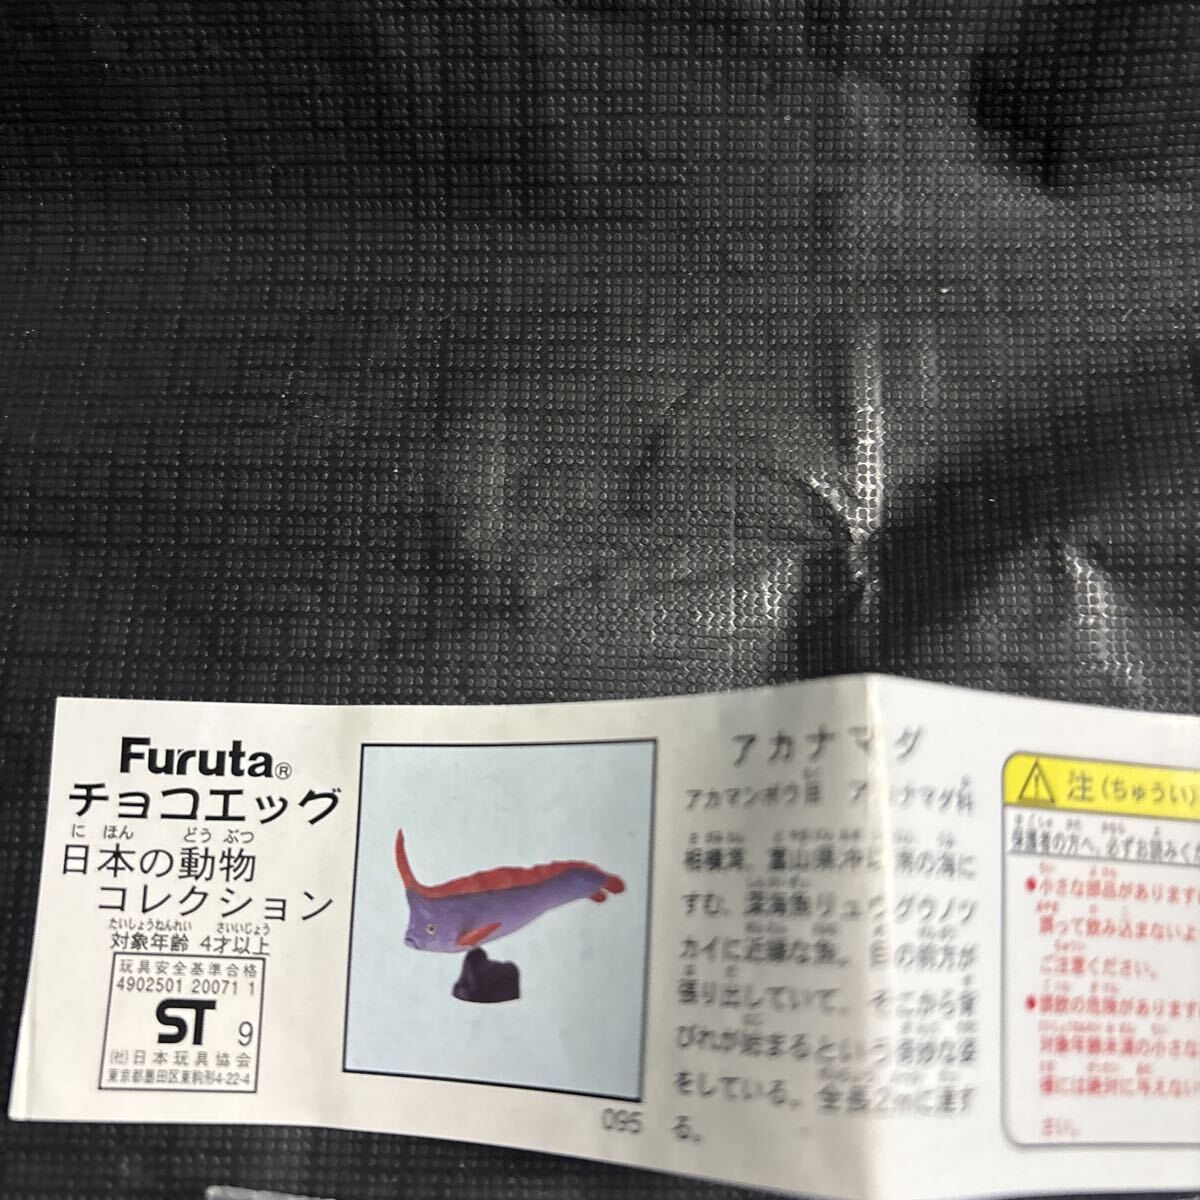 Furuta®
チョコエッグ
にほん どうぶつ
日本の動物
コレクション
たいしょうねんれい さいいじょう
対象年齢 4才以上
玩具安全基準合格
4902501 20071 1
ST 9
(社)日本玩具協会
東京都墨田区東駒形4-22-4
095
アカナマダ
アカマンボウ目 アカナマダ科
相模湾、富山県沖以南の海に
すむ、深海魚リュウグウノツ
カイに近縁な魚。目の前方が
張り出していて、そこから背
びれが始まるという奇妙な姿
をしている。全長2mに達す
る。
注(ちゅうい)
保護者の方へ、必ずお読みくだ
●小さな部品があります
誤って飲み込まないよ
ちゅうい
ご注意ください。
の危険があります
対象年齢未満の小さな
様には絶対に与えない
さい。